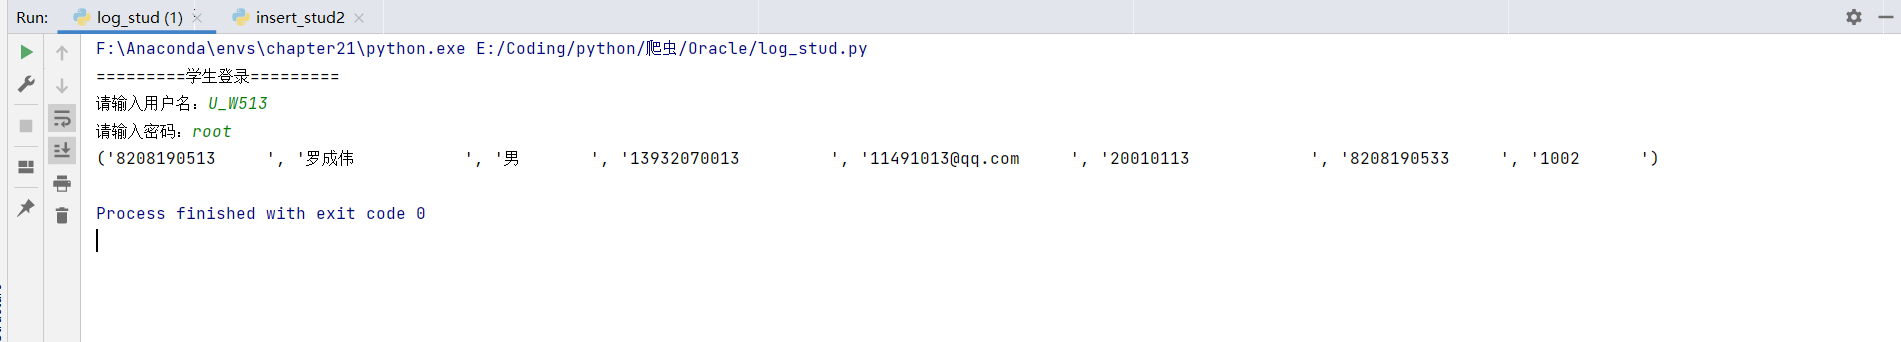 Run: log_stud (1) × insert_stud2 ×
F:\Anaconda\envs\chapter21\python.exe E:/Coding/python/爬虫/Oracle/log_stud.py
=========学生登录=========
请输入用户名：U_W513
请输入密码：root
('8208190513     ', '罗成伟           ', '男       ', '13932070013         ', '11491013@qq.com     ', '20010113            ', '8208190533     ', '1002      ')
Process finished with exit code 0